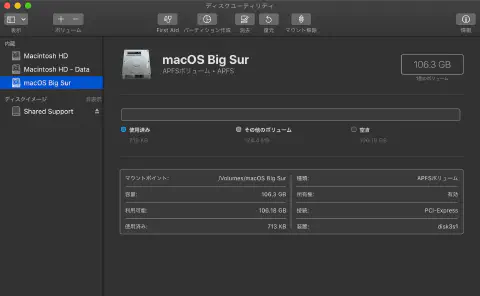 ディスクユーティリティ
表示
ボリューム
First Aid パーティション作成 消去 復元 マウント解除
情報
内蔵
Macintosh HD
Macintosh HD - Data
macOS Big Sur
ディスクイメージ
Shared Support
macOS Big Sur
APFSボリューム・APFS
106.3 GB
使用済み
その他のボリューム
空き
713 KB
マウントポイント: /Volumes/macOS Big Sur
種類: APFSボリューム
容量: 106.3 GB
所有権: 有効
利用可能: 106.18 GB
接続: PCI-Express
使用済み: 713 KB
装置: disk3s1